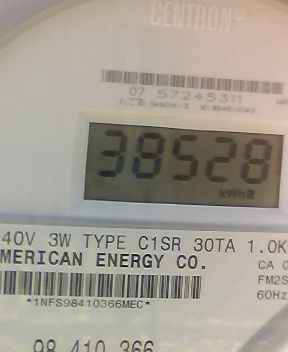 CENTRON®
07 57245311
38528
kWh
40V 3W TYPE C1SR 30TA 1.0K
MERICAN ENERGY CO.
CA 0
FM2S
60Hz
*1NFS98410366MEC*
98 410 366